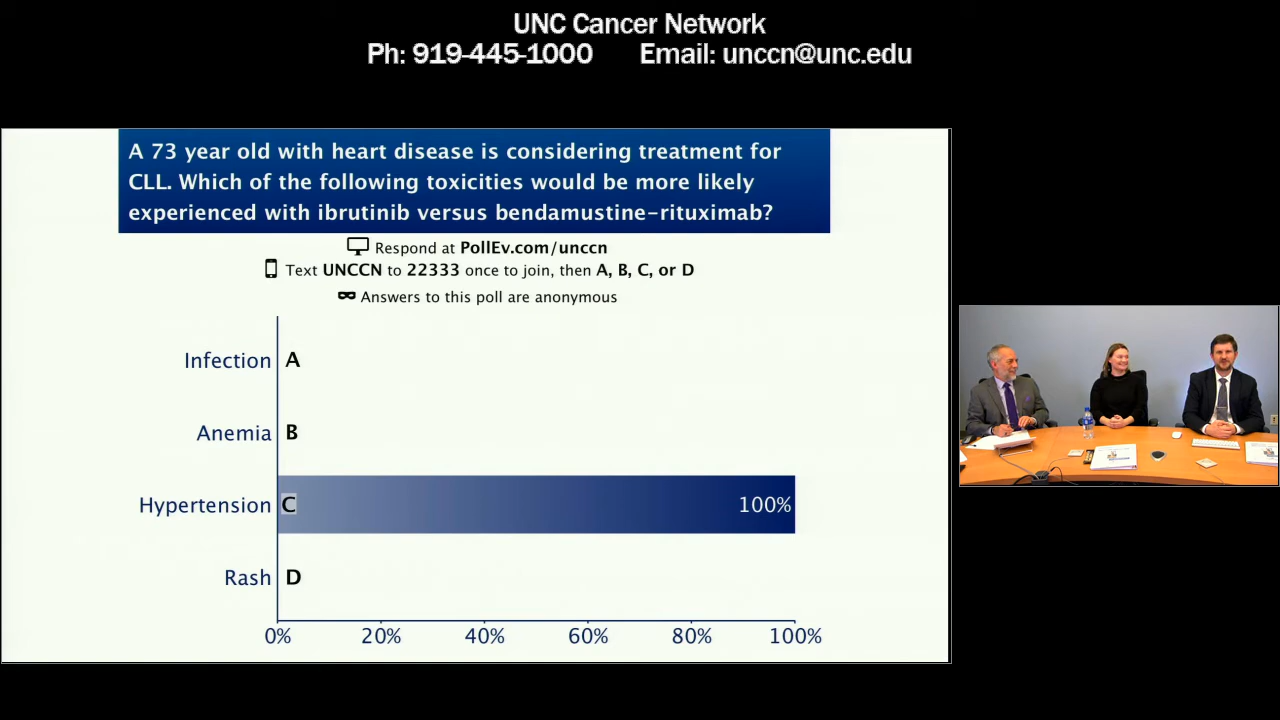 UNC Cancer Network
Ph: 919-445-1000 Email: unccn@unc.edu
A 73 year old with heart disease is considering treatment for
CLL. Which of the following toxicities would be more likely
experienced with ibrutinib versus bendamustine-rituximab?
Respond at PollEv.com/unccn
Text UNCCN to 22333 once to join, then A, B, C, or D
Answers to this poll are anonymous
Infection A
Anemia B
Hypertension C 100%
Rash D
0% 20% 40% 60% 80% 100%